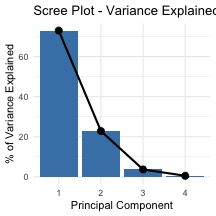 Scree Plot - Variance Explained
% of Variance Explained
60
40
20
0
1 2 3 4
Principal Component